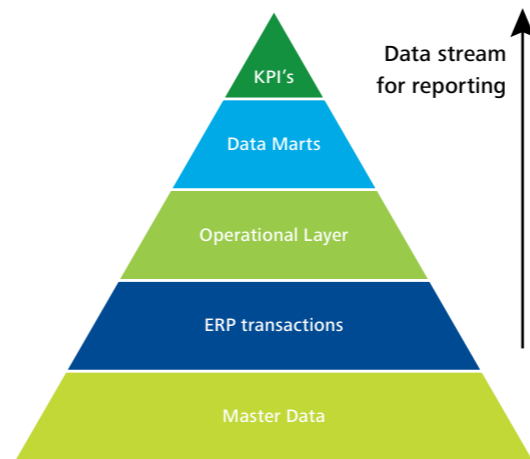 KPI's
Data stream
for reporting
Data Marts
Operational Layer
ERP transactions
Master Data